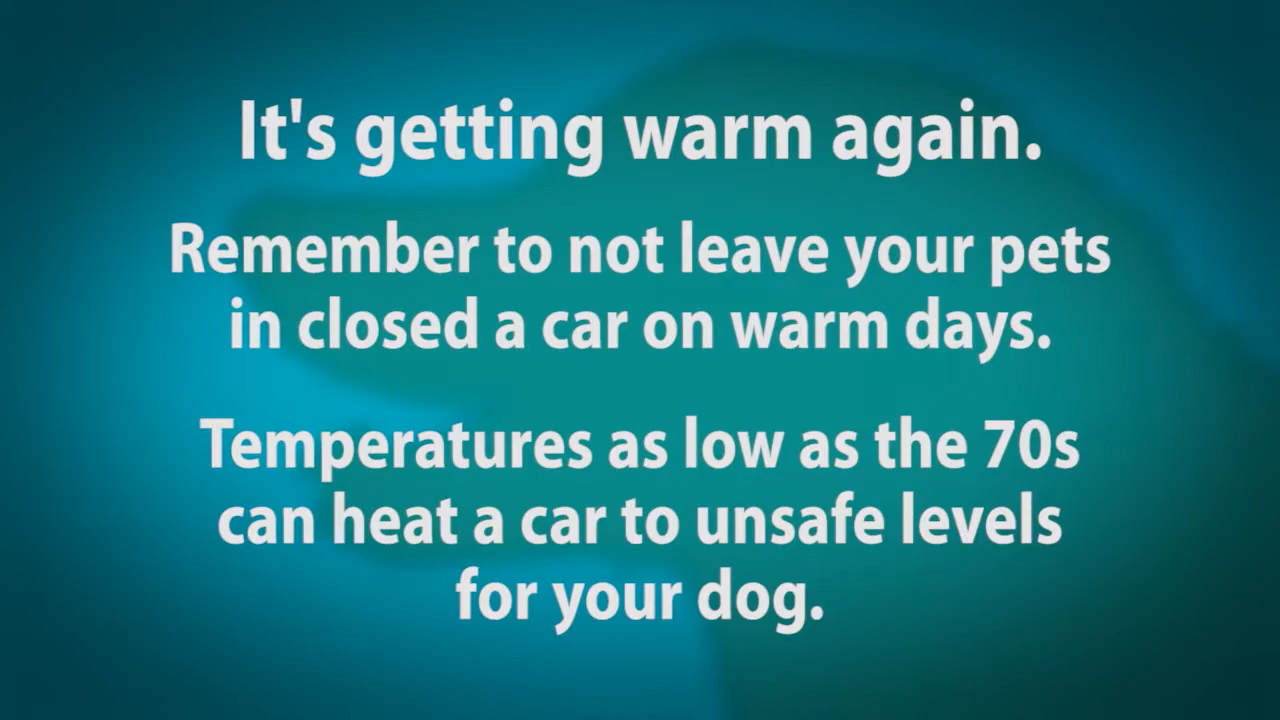 It's getting warm again.
Remember to not leave your pets
in closed a car on warm days.
Temperatures as low as the 70s
can heat a car to unsafe levels
for your dog.